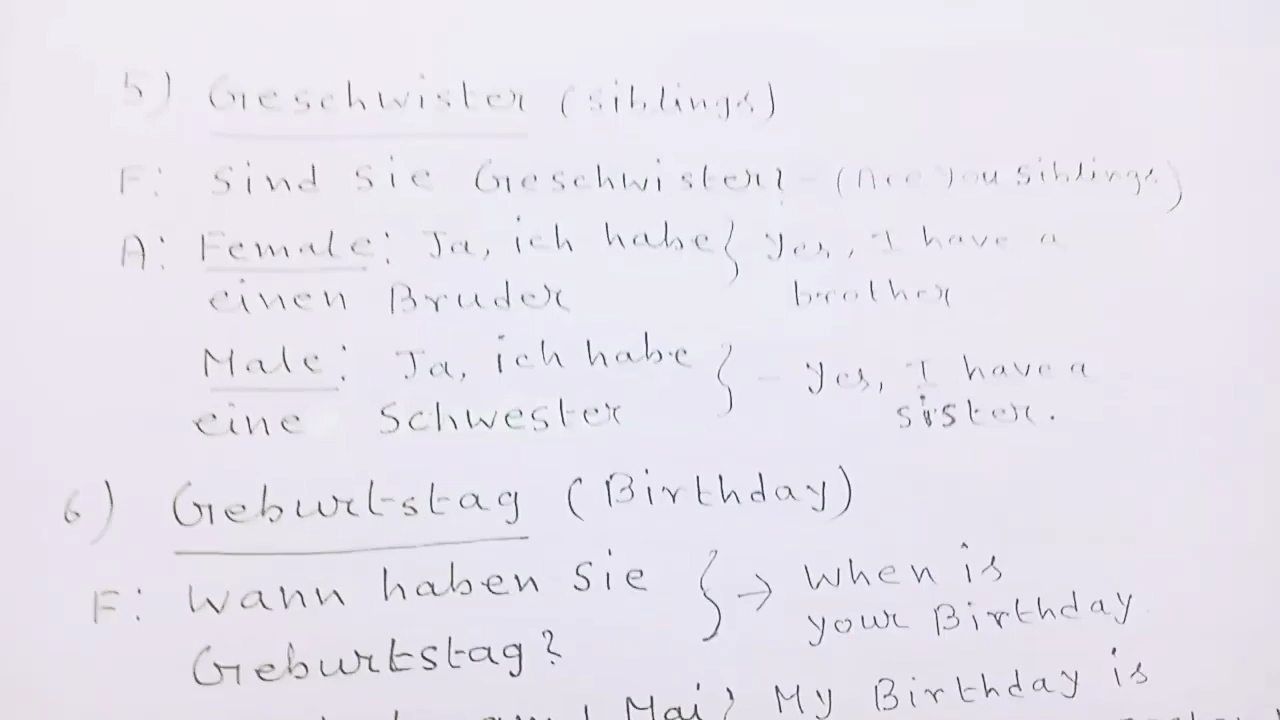 5) Geschwister (siblings)
F: Sind Sie Geschwister? - (Are you siblings)
A: Female: Ja, ich habe } Yes, I have a
einen Bruder brother
Male: Ja, ich habe } - Yes, I have a
eine Schwester sister.
6) Geburtstag (Birthday)
F: Wann haben Sie } → When is
Geburtstag? your Birthday
am 1 Mai? My Birthday is